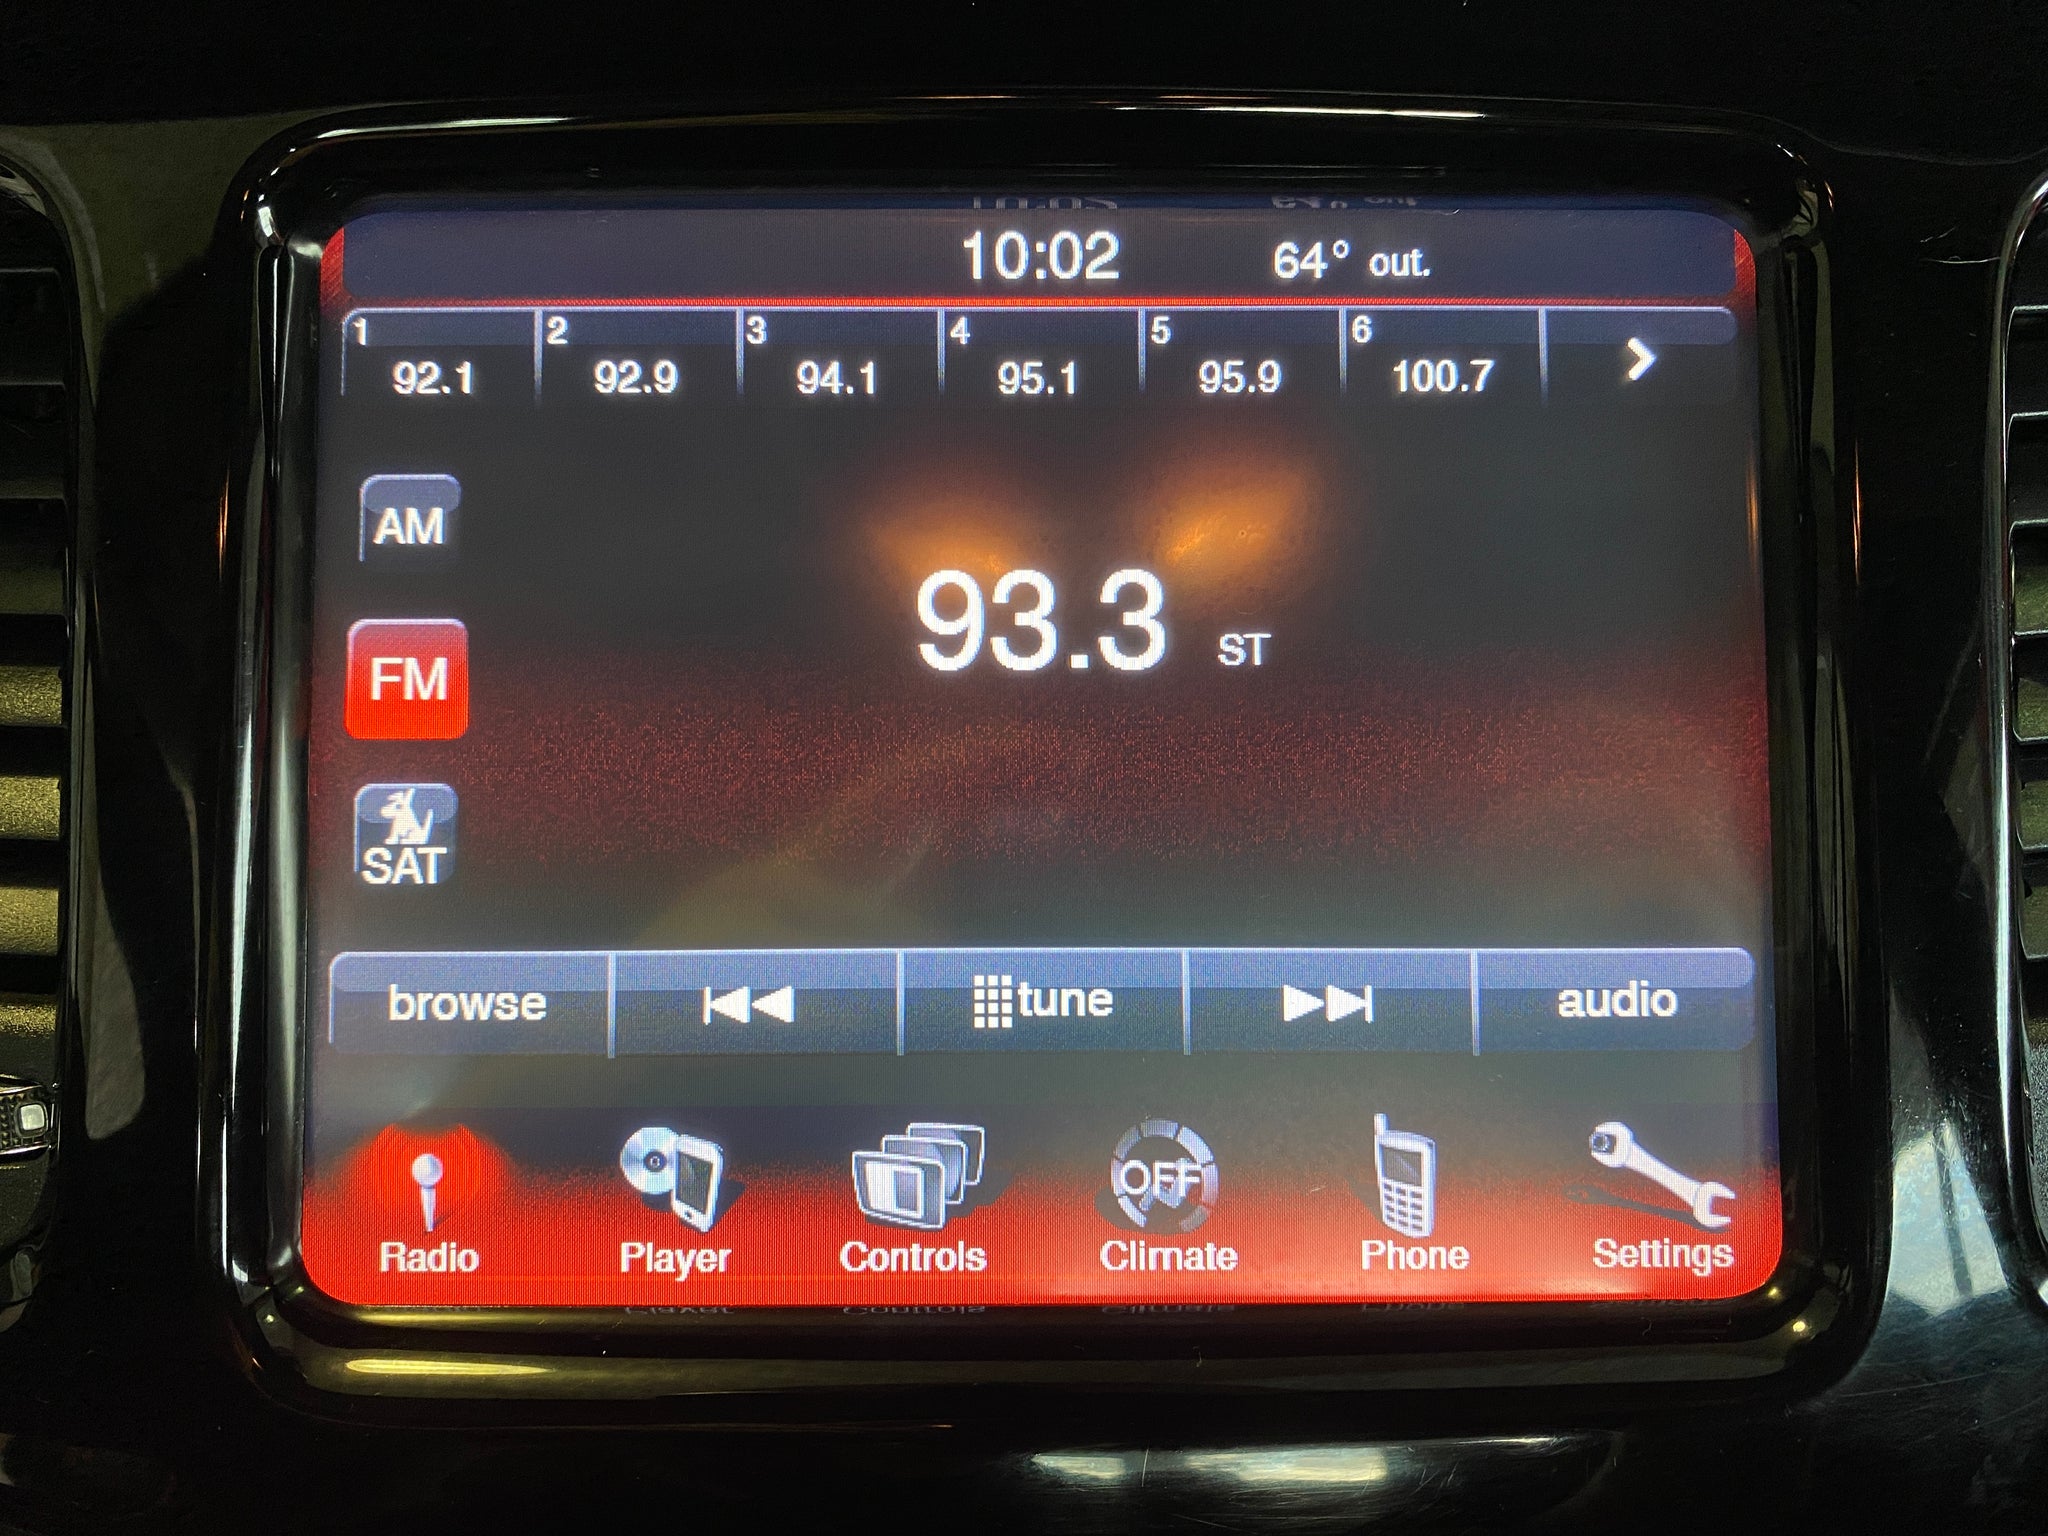 10:02 64° out.
1 2 3 4 5 6
92.1 92.9 94.1 95.1 95.9 100.7
AM
93.3 ST
FM
SAT
browse tune audio
OFF
Radio Player Controls Climate Phone Settings